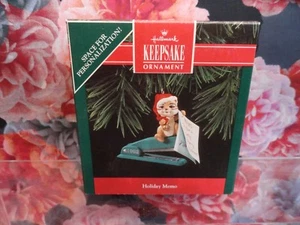 SPACE FOR
PERSONALIZATION!
Hallmark
KEEPSAKE
ORNAMENT
Holiday Memo